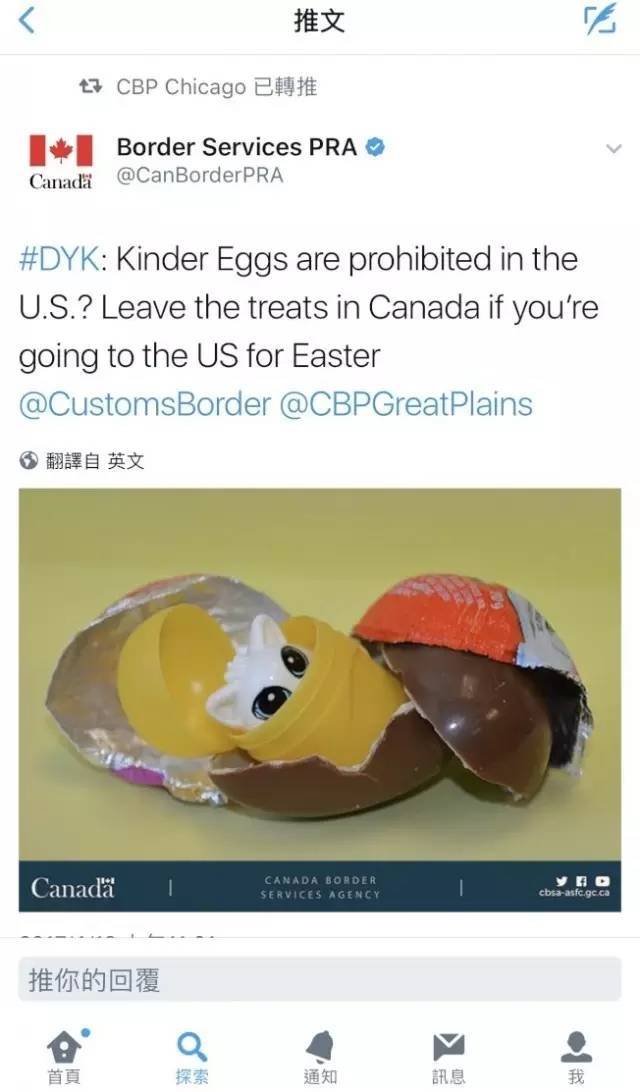 推文
CBP Chicago 已轉推
Border Services PRA
Canada
@CanBorderPRA
#DYK: Kinder Eggs are prohibited in the
U.S.? Leave the treats in Canada if you're
going to the US for Easter
@CustomsBorder @CBPGreatPlains
翻譯自 英文
Canada
CANADA BORDER
SERVICES AGENCY
cbsa-asfc.gc.ca
推你的回覆
首頁
探索
通知
訊息
我